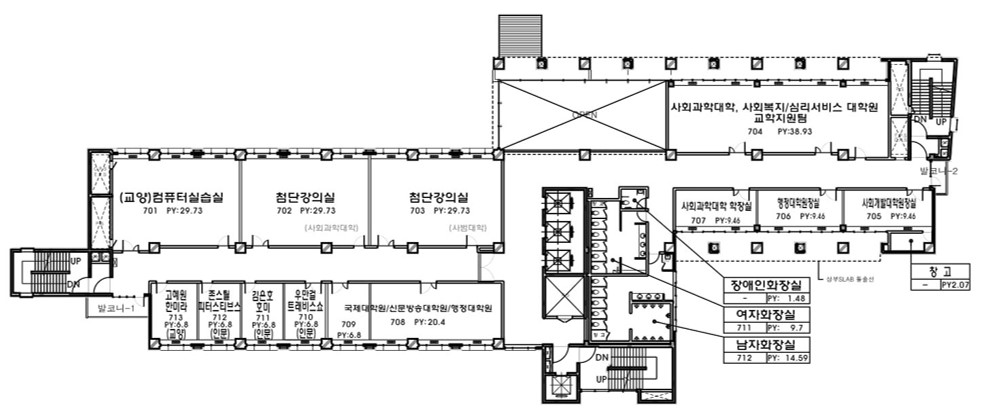 사회과학대학, 사회복지/심리서비스 대학원
교학지원팀
704 PY:38.93
OPEN
DN
UP
발코니-2
(교양)컴퓨터실습실
701 PY:29.73
첨단강의실
702 PY:29.73
(사회과학대학)
첨단강의실
703 PY:29.73
(사범대학)
사회과학대학 학장실
707 PY:9.46
행정대학원장실
706 PY:9.46
사회개발대학원장실
705 PY:9.46
UP
DN
발코니-1
상부SLAB 돌출선
창 고
- PY2.07
장애인화장실
- PY: 1.48
여자화장실
711 PY: 9.7
남자화장실
712 PY: 14.59
고혜원
한미라
713
PY:6.8
(교양)
존스틸
피터스티브스
712
PY:6.8
(인문)
김은호
호미
711
PY:6.8
(인문)
우만걸
트레비스쇼
710
PY:6.8
(인문)
709
PY:6.8
국제대학원/신문방송대학원/행정대학원
708 PY:20.4
DN
UP